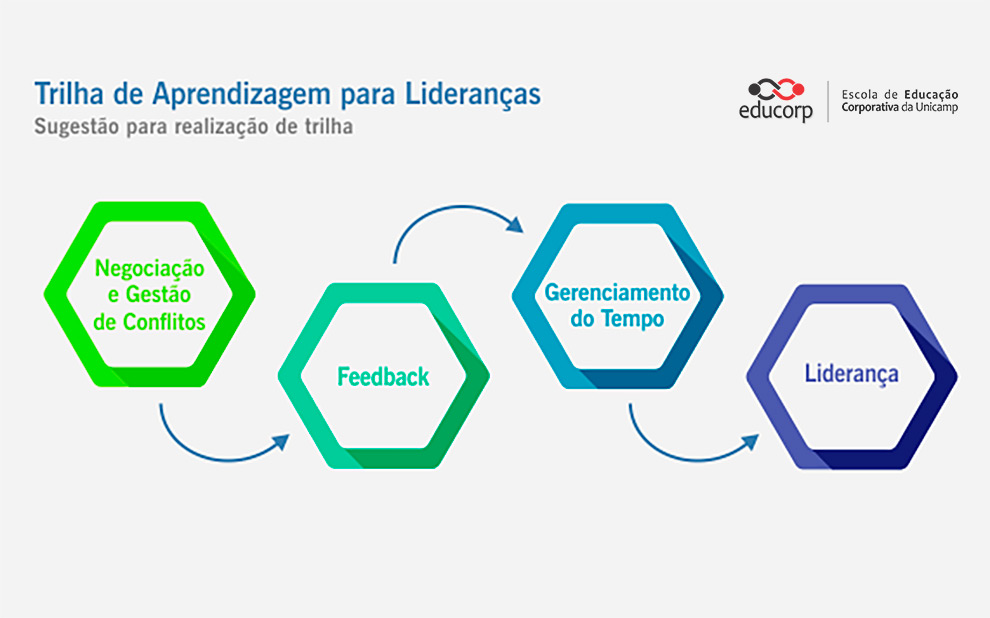 Trilha de Aprendizagem para Lideranças
Sugestão para realização de trilha
educorp
Escola de Educação
Corporativa da Unicamp
Negociação
e Gestão
de Conflitos
Feedback
Gerenciamento
do Tempo
Liderança